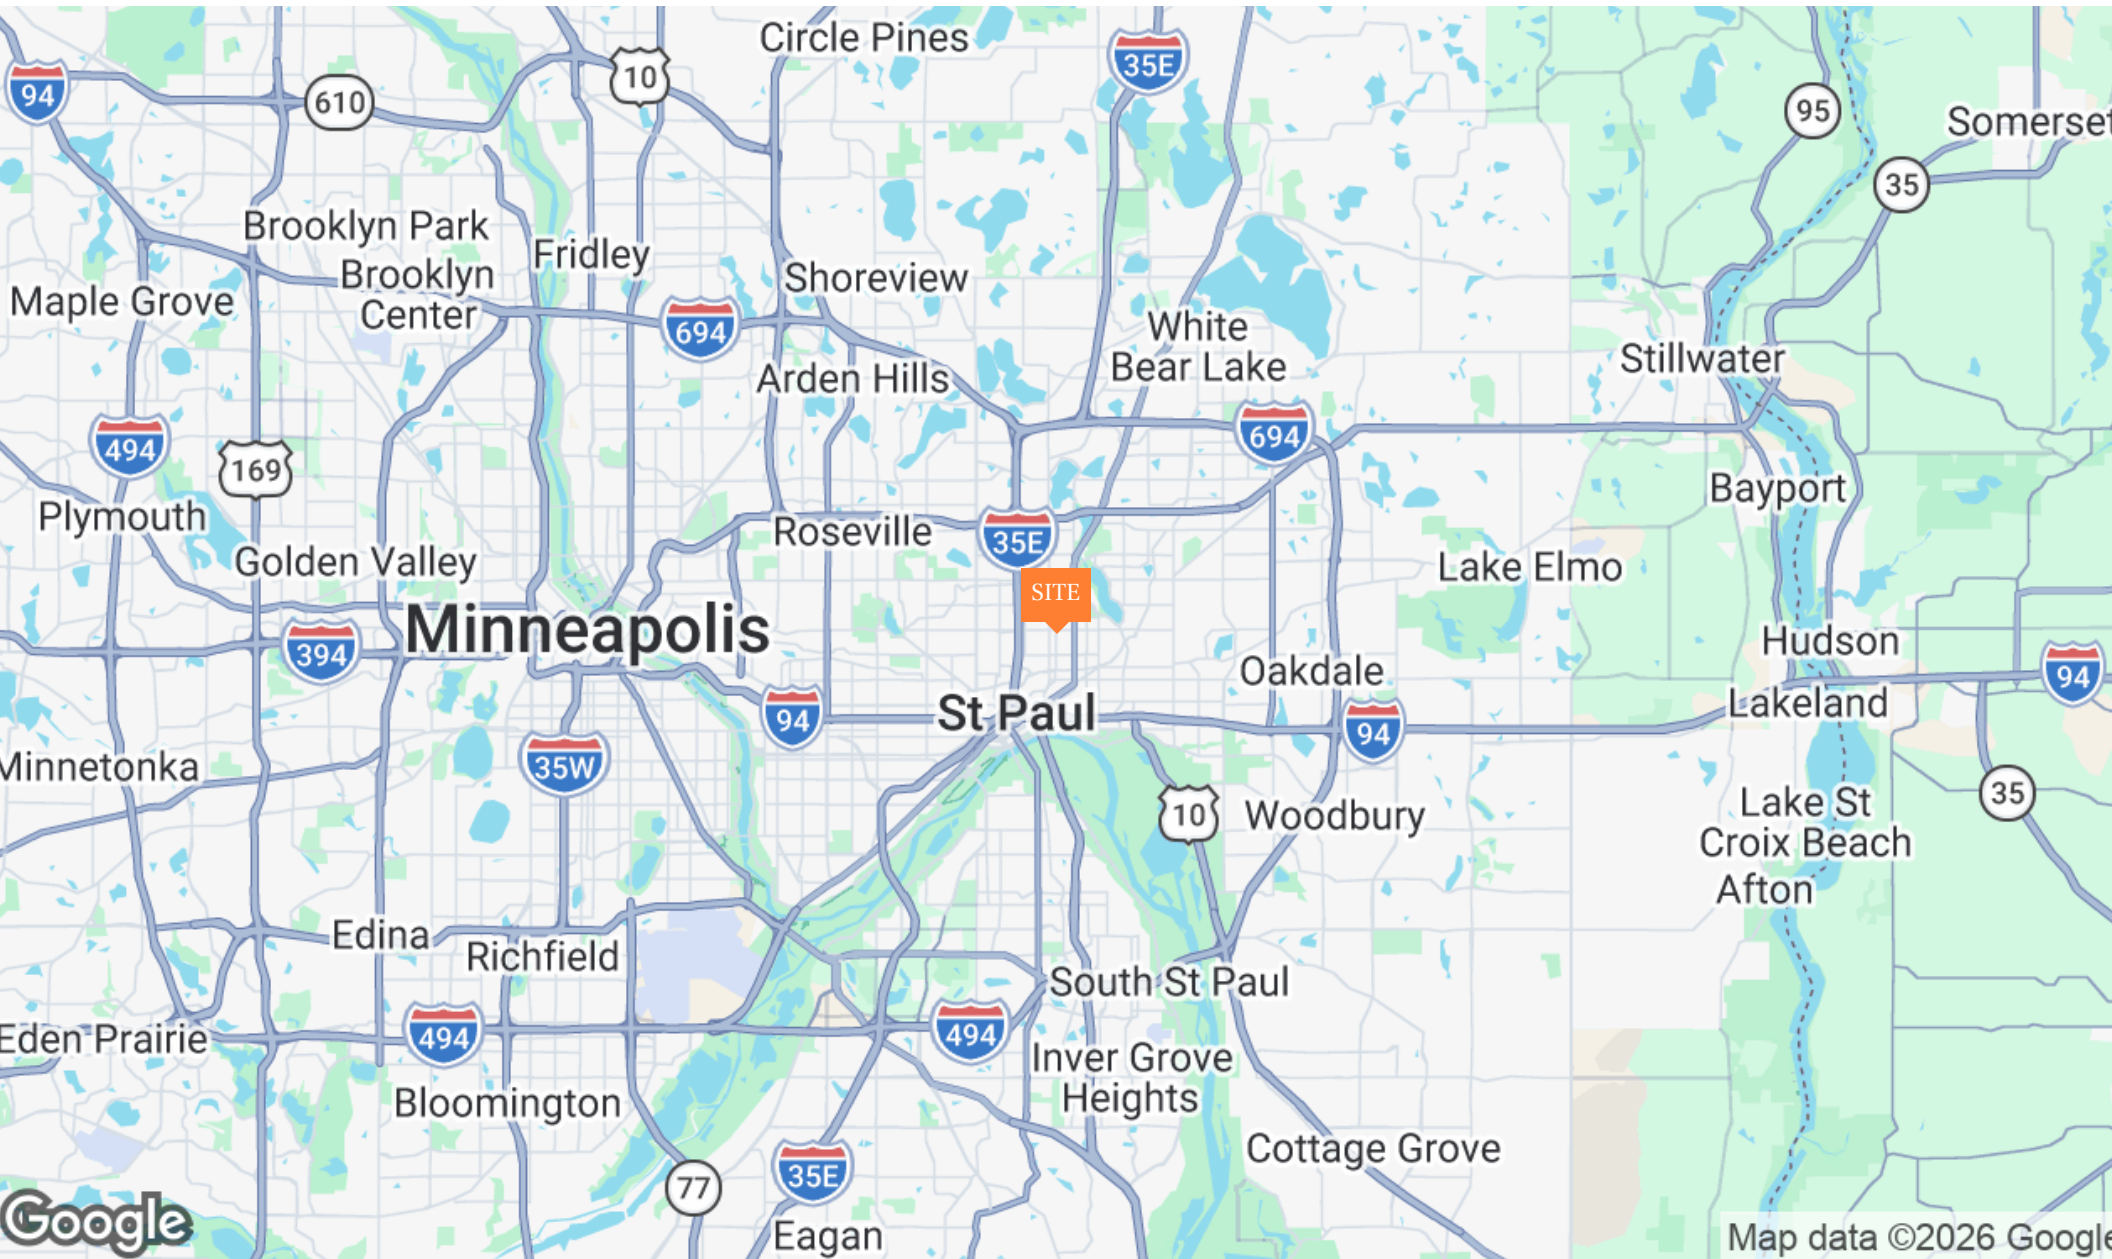 Circle Pines
35E
10
94
610
95
Somerset
35
Brooklyn Park
Fridley
Brooklyn
Center
Shoreview
Maple Grove
694
White
Bear Lake
Stillwater
Arden Hills
694
494
169
Bayport
Plymouth
Roseville
35E
Golden Valley
Lake Elmo
SITE
Minneapolis
394
Hudson
Oakdale
94
94
St Paul
94
Lakeland
35W
Minnetonka
10
Woodbury
35
Lake St
Croix Beach
Afton
Edina
Richfield
South St Paul
494
494
Eden Prairie
Inver Grove
Heights
Bloomington
Cottage Grove
35E
77
Google
Eagan
Map data ©2026 Google